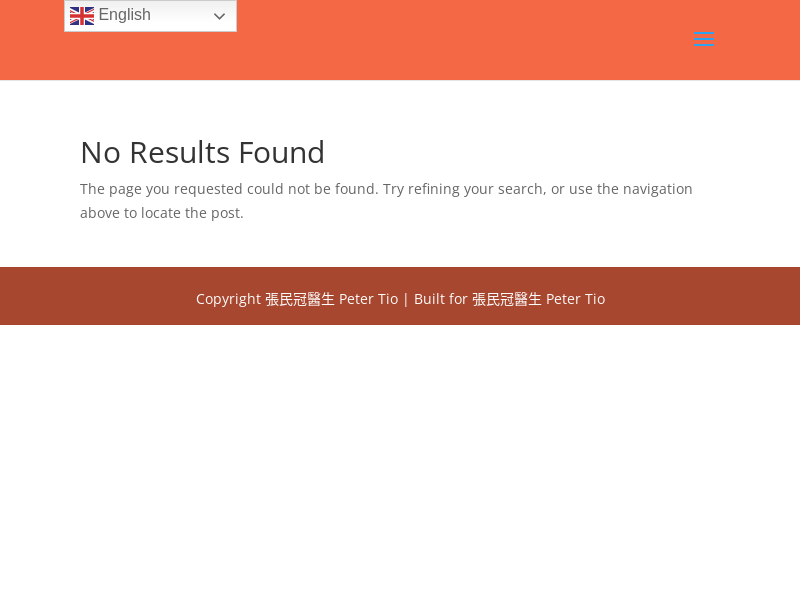 English
No Results Found
The page you requested could not be found. Try refining your search, or use the navigation
above to locate the post.
Copyright 張民冠醫生 Peter Tio | Built for 張民冠醫生 Peter Tio